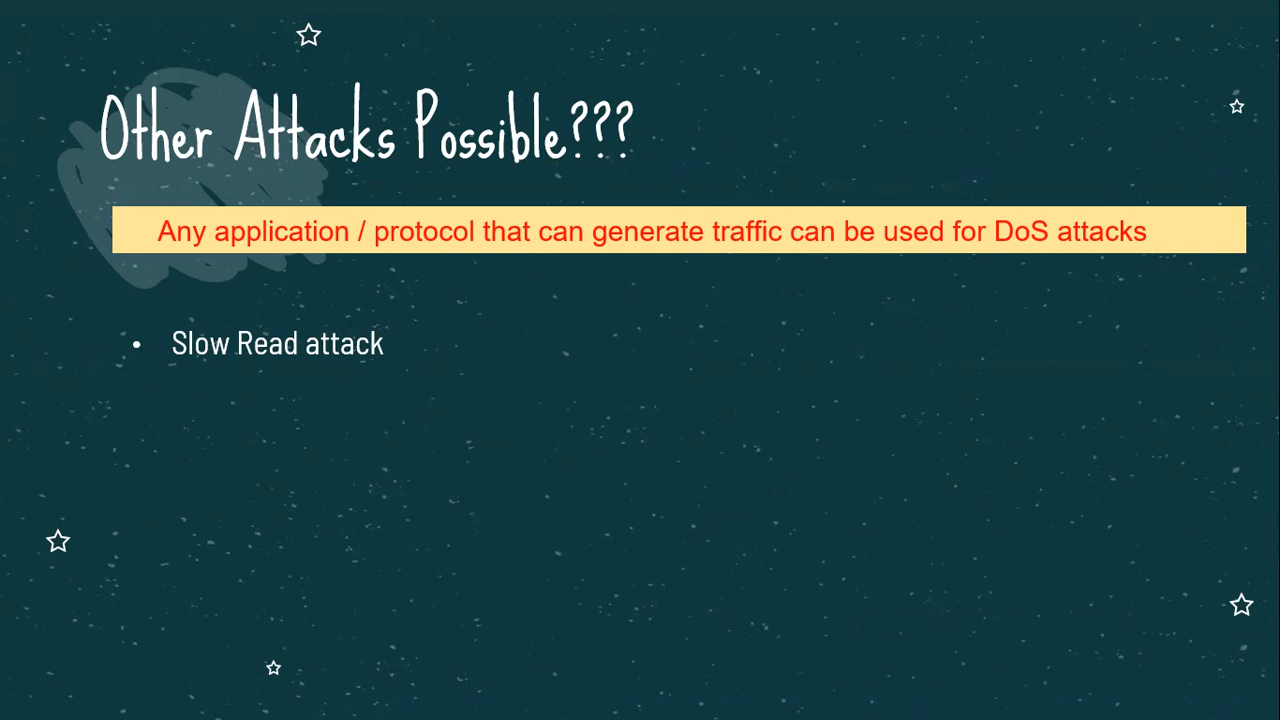 Other Attacks Possible???
Any application / protocol that can generate traffic can be used for DoS attacks
• Slow Read attack